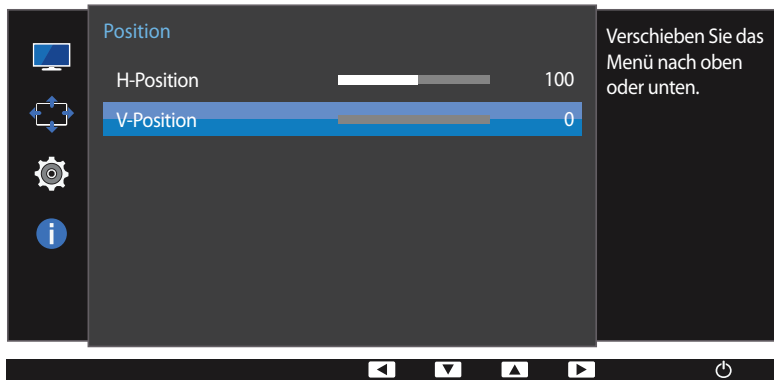 Position
H-Position 100
V-Position 0
Verschieben Sie das
Menü nach oben
oder unten.